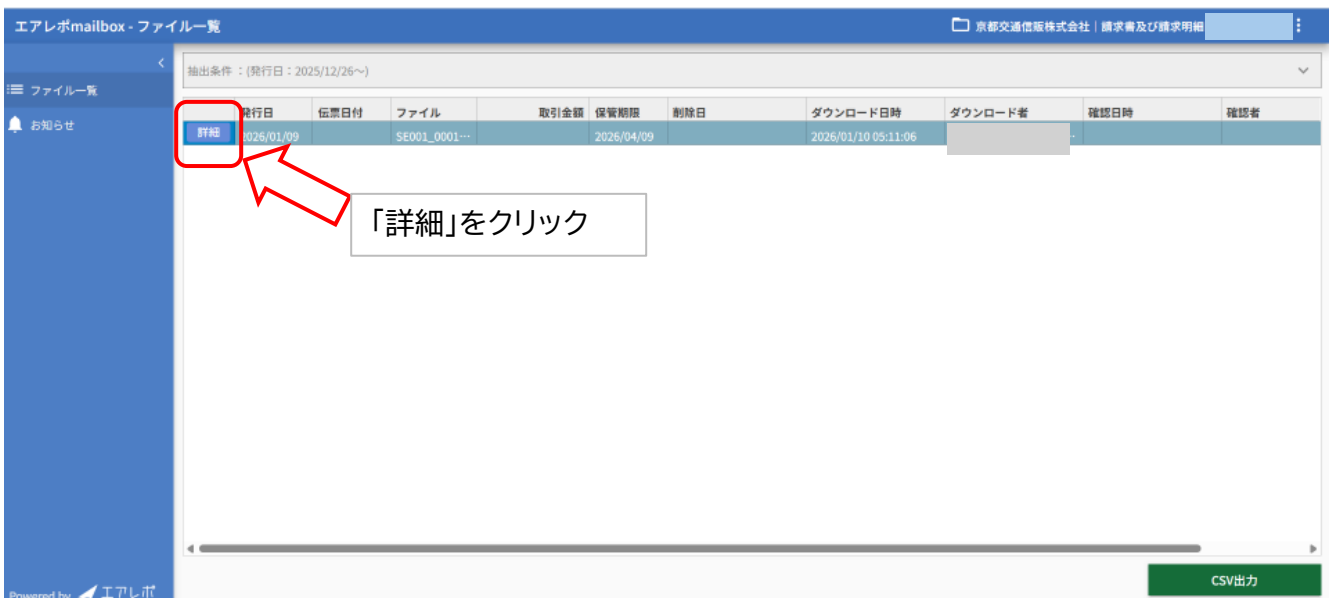 エアレポmailbox - ファイル一覧
京都交通信販株式会社｜請求書及び請求明細
抽出条件 ：(発行日：2025/12/26～)
ファイル一覧
お知らせ
発行日 伝票日付 ファイル 取引金額 保管期限 削除日 ダウンロード日時 ダウンロード者 確認日時 確認者
詳細 2026/01/09 SE001_0001… 2026/04/09 2026/01/10 05:11:06
「詳細」をクリック
CSV出力
Powered by エアレポ